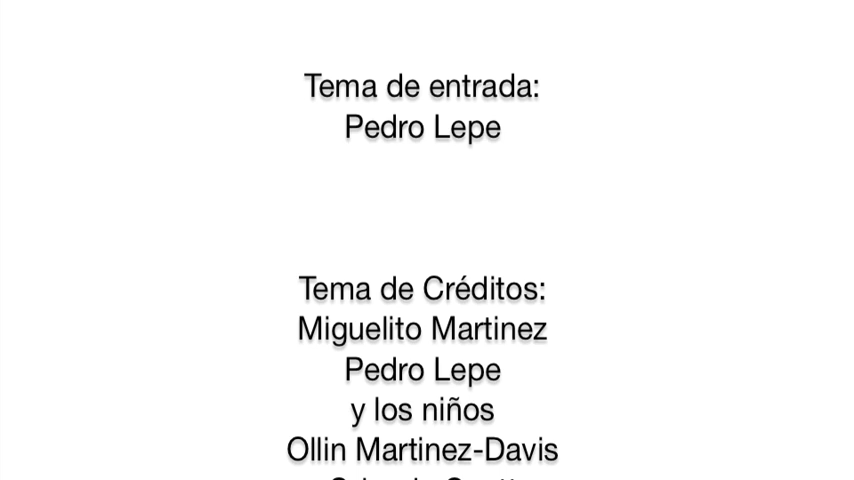 Tema de entrada:
Pedro Lepe
Tema de Créditos:
Miguelito Martinez
Pedro Lepe
y los niños
Ollin Martinez-Davis